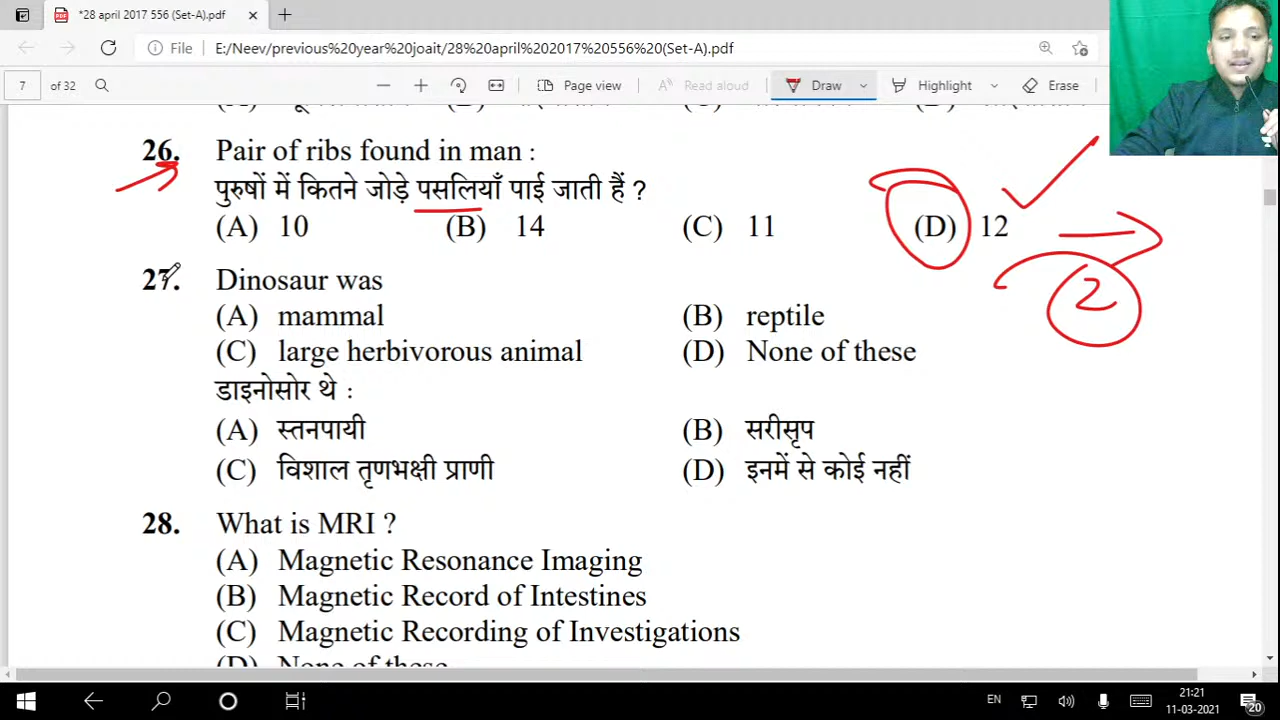 *28 april 2017 556 (Set-A).pdf
File
E:/Neev/previous%20year%20joait/28%20april%202017%20556%20(Set-A).pdf
7 of 32
Page view
Read aloud
Draw
Highlight
Erase
26. Pair of ribs found in man :
पुरुषों में कितने जोड़े पसलियाँ पाई जाती हैं ?
(A) 10 (B) 14 (C) 11 (D) 12
2
27. Dinosaur was
(A) mammal (B) reptile
(C) large herbivorous animal (D) None of these
डाइनोसोर थे :
(A) स्तनपायी (B) सरीसृप
(C) विशाल तृणभक्षी प्राणी (D) इनमें से कोई नहीं
28. What is MRI ?
(A) Magnetic Resonance Imaging
(B) Magnetic Record of Intestines
(C) Magnetic Recording of Investigations
(D) None of these
EN
21:21
11-03-2021
20